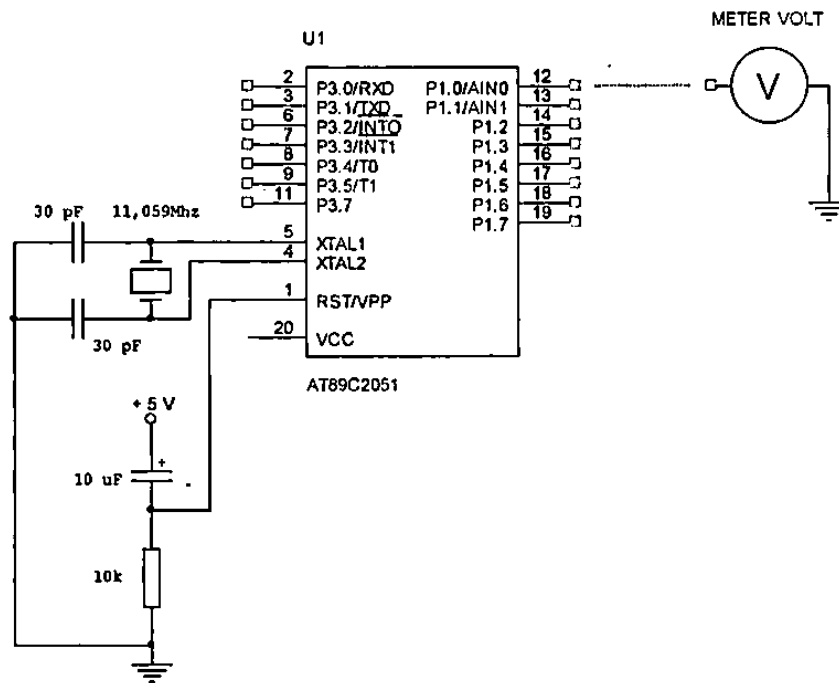 METER VOLT
U1
2 P3.0/RXD P1.0/AIN0 12
V
3 P3.1/TXD P1.1/AIN1 13
6 P3.2/INT0 P1.2 14
7 P3.3/INT1 P1.3 15
8 P3.4/T0 P1.4 16
9 P3.5/T1 P1.5 17
11 P3.7 P1.6 18
P1.7 19
30 pF 11,059Mhz
5 XTAL1
4 XTAL2
1 RST/VPP
30 pF
20 VCC
AT89C2051
+ 5 V
+
10 uF
10k